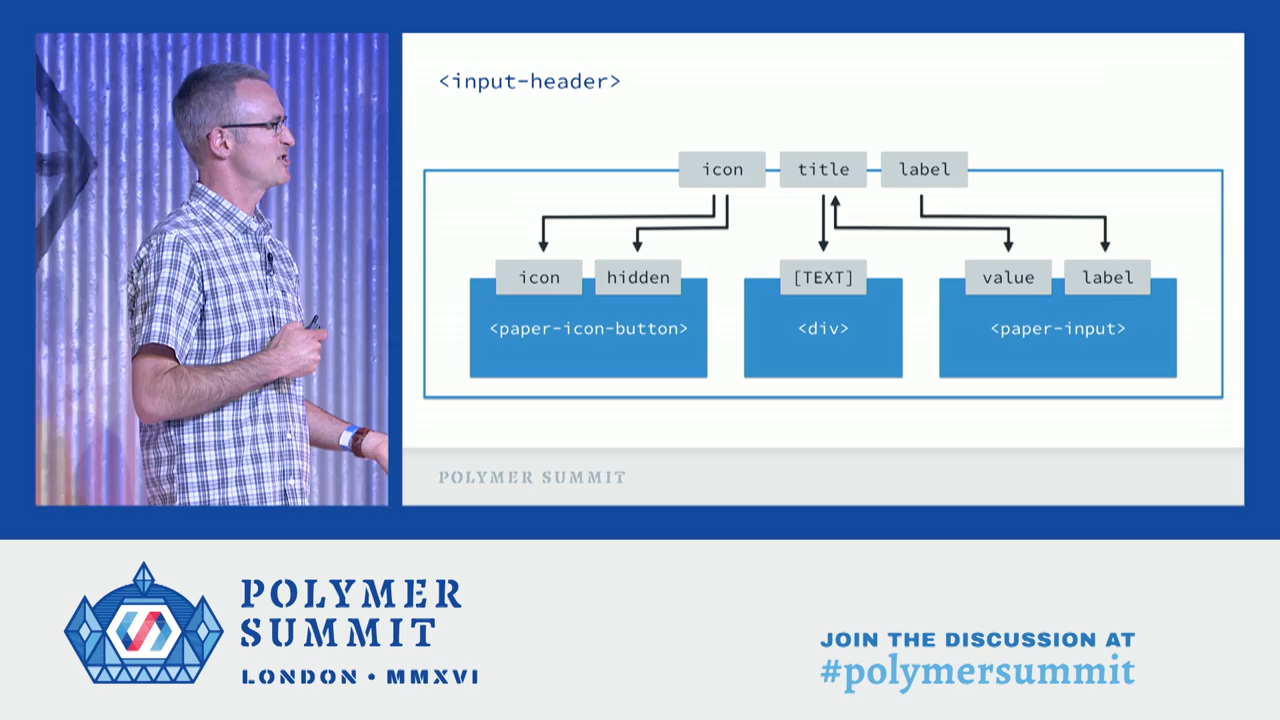 <input-header>
icon title label
icon hidden [TEXT] value label
<paper-icon-button> <div> <paper-input>
POLYMER SUMMIT
POLYMER
SUMMIT
LONDON • MMXVI
JOIN THE DISCUSSION AT
#polymersummit